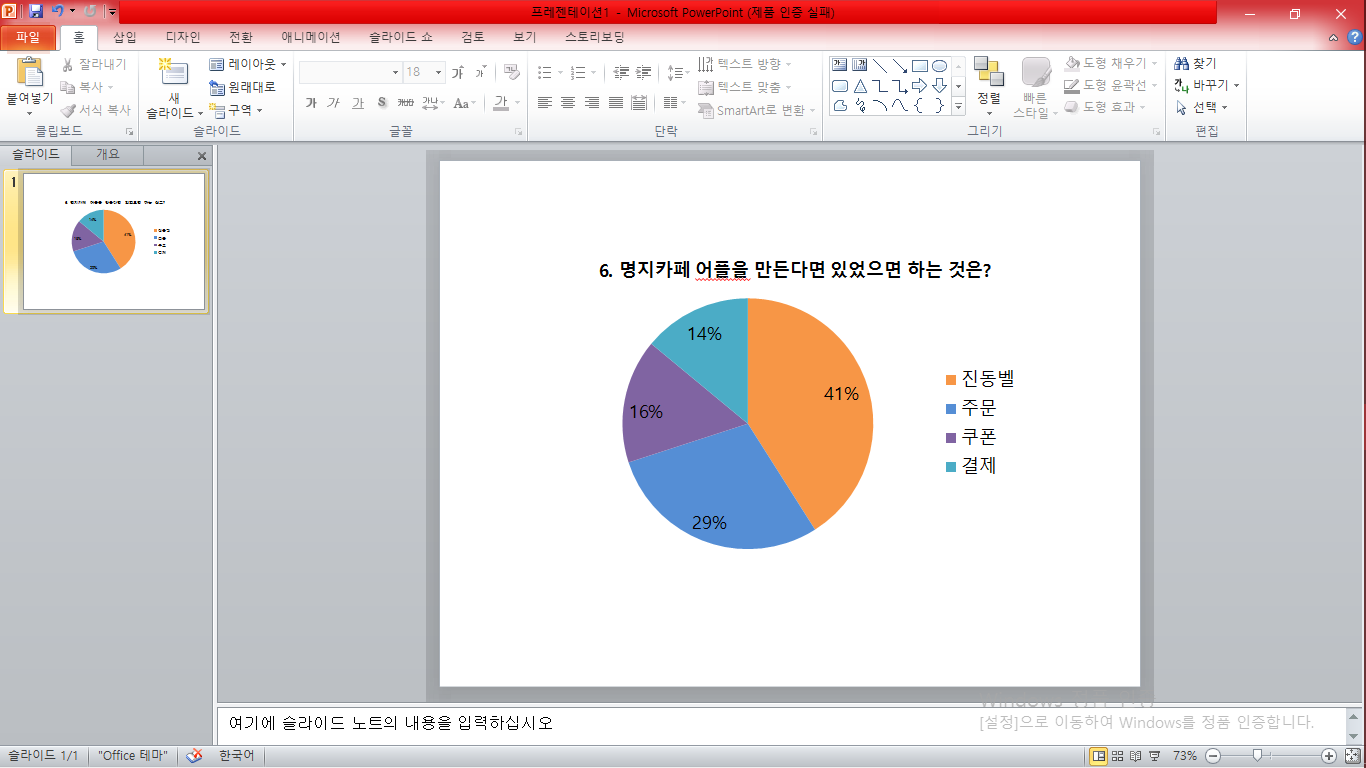 프레젠테이션1 - Microsoft PowerPoint (제품 인증 실패)
파일 홈 삽입 디자인 전환 애니메이션 슬라이드 쇼 검토 보기 스토리보딩
붙여넣기
잘라내기
복사
서식 복사
클립보드
새
슬라이드
레이아웃
원래대로
구역
슬라이드
18
가 가 가 S 가나 Aa 가
글꼴
텍스트 방향
텍스트 맞춤
SmartArt로 변환
단락
정렬
빠른
스타일
도형 채우기
도형 윤곽선
도형 효과
그리기
찾기
바꾸기
선택
편집
슬라이드 개요
1
6. 명지카페 어플을 만든다면 있었으면 하는 것은?
14%
41%
16%
29%
진동벨
주문
쿠폰
결제
여기에 슬라이드 노트의 내용을 입력하십시오
Windows
[설정]으로 이동하여 Windows를 정품 인증합니다.
슬라이드 1/1 "Office 테마" 한국어 73%